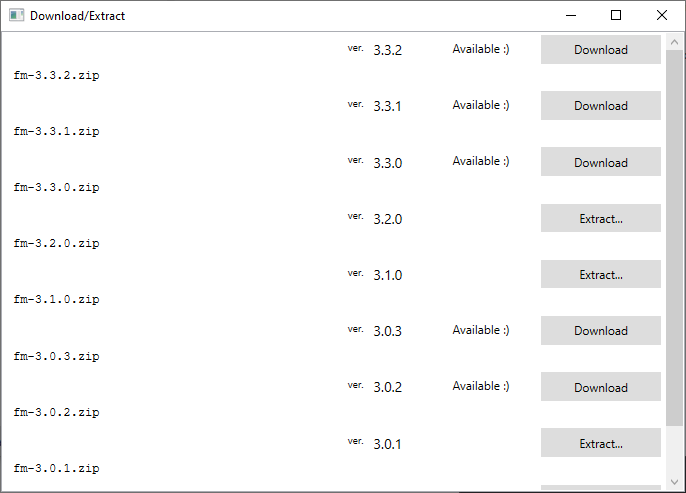 Download/Extract
ver. 3.3.2 Available :) Download
fm-3.3.2.zip
ver. 3.3.1 Available :) Download
fm-3.3.1.zip
ver. 3.3.0 Available :) Download
fm-3.3.0.zip
ver. 3.2.0 Extract...
fm-3.2.0.zip
ver. 3.1.0 Extract...
fm-3.1.0.zip
ver. 3.0.3 Available :) Download
fm-3.0.3.zip
ver. 3.0.2 Available :) Download
fm-3.0.2.zip
ver. 3.0.1 Extract...
fm-3.0.1.zip